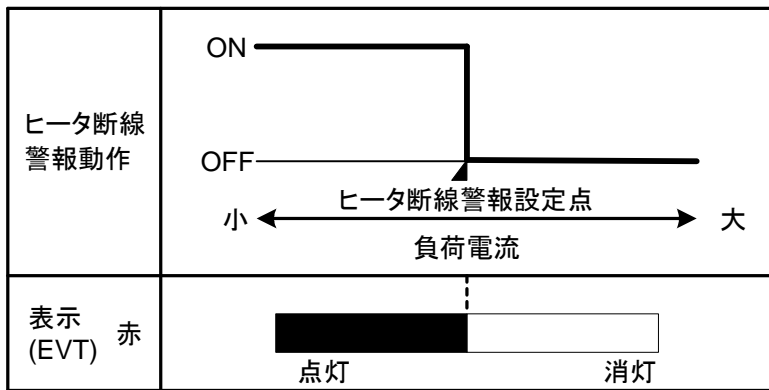 ヒータ断線
警報動作
ON
OFF
ヒータ断線警報設定点
小
大
負荷電流
表示
(EVT)
赤
点灯
消灯